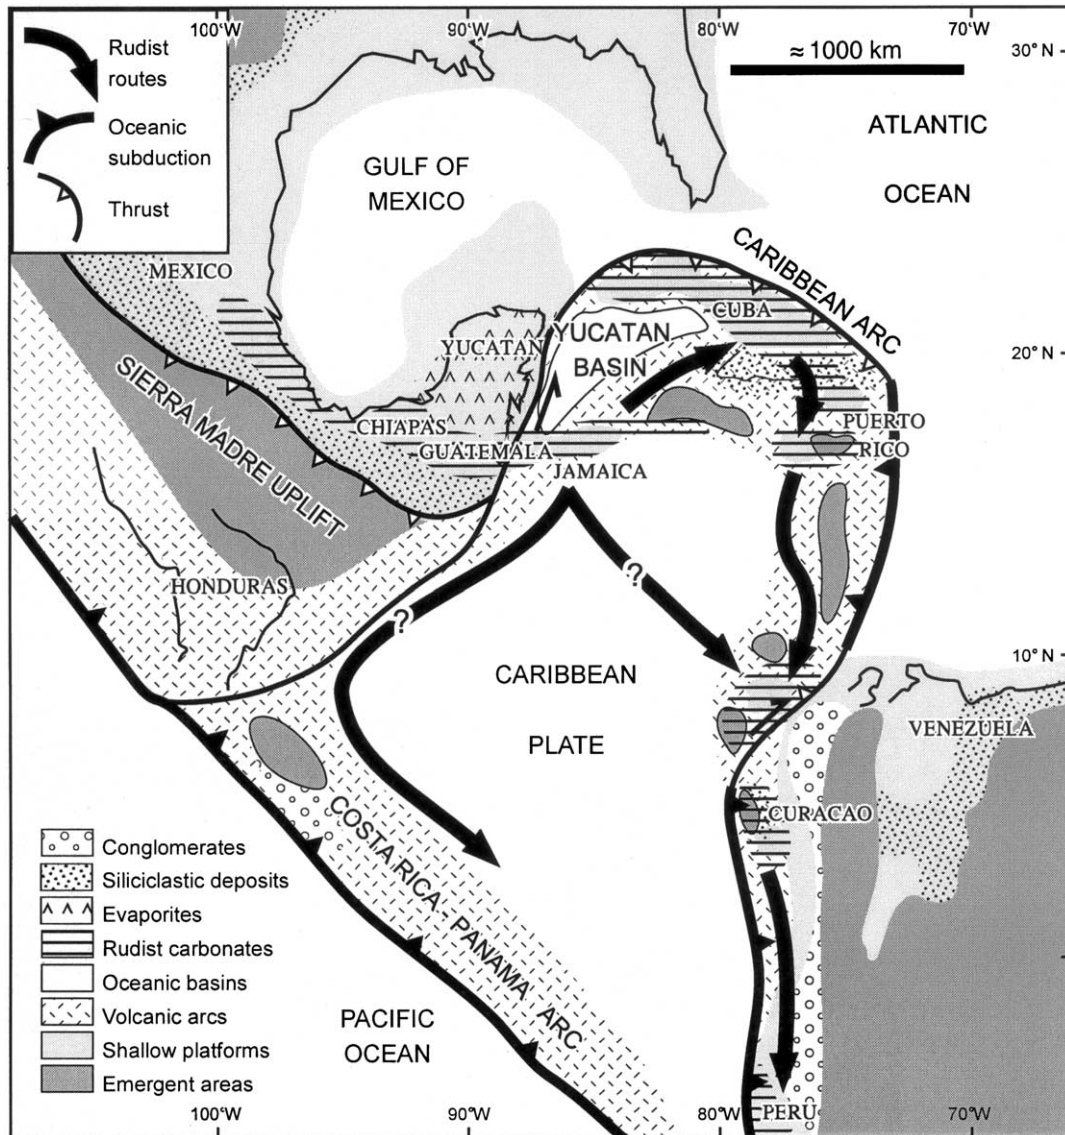 100°W
90°W
80°W
70°W
Rudist
routes
Oceanic
subduction
Thrust
≈ 1000 km
30° N
ATLANTIC
OCEAN
GULF OF
MEXICO
MEXICO
CARIBBEAN ARC
CUBA
YUCATAN
YUCATAN
BASIN
20°N
SIERRA MADRE UPLIFT
CHIAPAS
GUATEMALA
JAMAICA
PUERTO
RICO
HONDURAS
?
?
10° N
CARIBBEAN
PLATE
VENEZUELA
CURACAO
COSTA RICA - PANAMA ARC
Conglomerates
Siliciclastic deposits
Evaporites
Rudist carbonates
Oceanic basins
Volcanic arcs
Shallow platforms
Emergent areas
PACIFIC
OCEAN
PERU
100°W
90°W
80°W
70°W